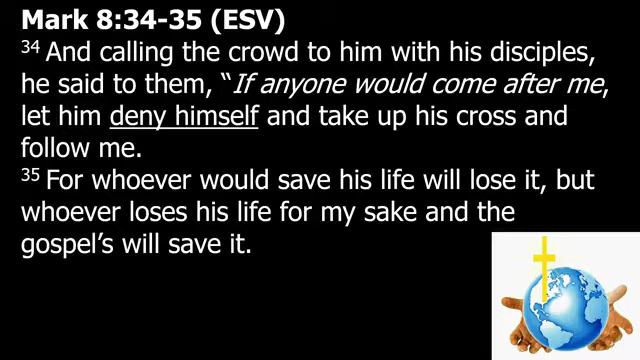 Mark 8:34-35 (ESV)
34 And calling the crowd to him with his disciples,
he said to them, “If anyone would come after me,
let him deny himself and take up his cross and
follow me.
35 For whoever would save his life will lose it, but
whoever loses his life for my sake and the
gospel’s will save it.